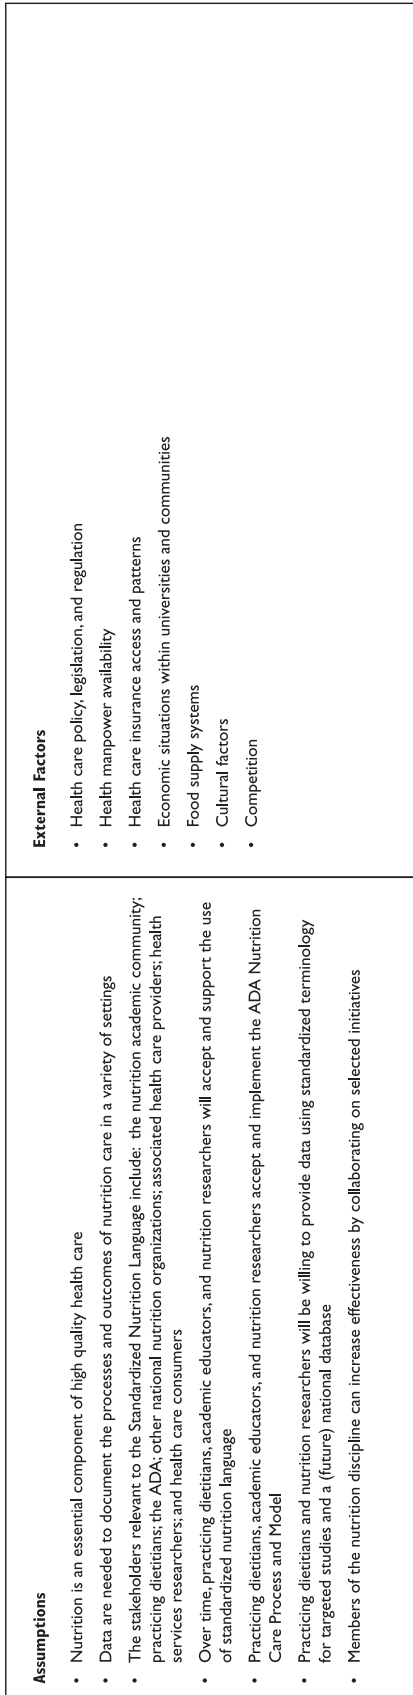 Assumptions
• Nutrition is an essential component of high quality health care
• Data are needed to document the processes and outcomes of nutrition care in a variety of settings
• The stakeholders relevant to the Standardized Nutrition Language include: the nutrition academic community;
practicing dietitians; the ADA; other national nutrition organizations; associated health care providers; health
services researchers; and health care consumers
• Over time, practicing dietitians, academic educators, and nutrition researchers will accept and support the use
of standardized nutrition language
• Practicing dietitians, academic educators, and nutrition researchers accept and implement the ADA Nutrition
Care Process and Model
• Practicing dietitians and nutrition researchers will be willing to provide data using standardized terminology
for targeted studies and a (future) national database
• Members of the nutrition discipline can increase effectiveness by collaborating on selected initiatives
External Factors
• Health care policy, legislation, and regulation
• Health manpower availability
• Health care insurance access and patterns
• Economic situations within universities and communities
• Food supply systems
• Cultural factors
• Competition